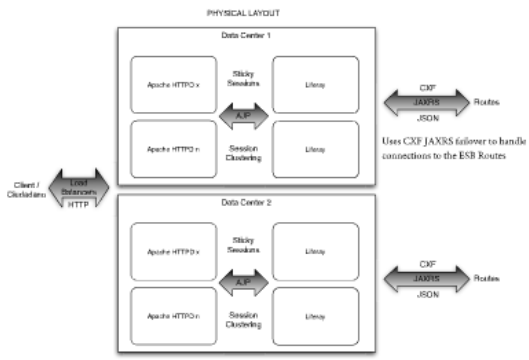 PHYSICAL LAYOUT
Data Center 1
Apache HTTPD x
Sticky
Sessions
Liferay
AJP
Apache HTTPD n
Session
Clustering
Liferay
CXF
JAXRS
JSON
Routes
Uses CXF JAXRS failover to handle
connections to the ESB Routes
Client /
Load
Balancers
HTTP
Data Center 2
Apache HTTPD x
Sticky
Sessions
Liferay
AJP
Apache HTTPD n
Session
Clustering
Liferay
CXF
JAXRS
JSON
Routes